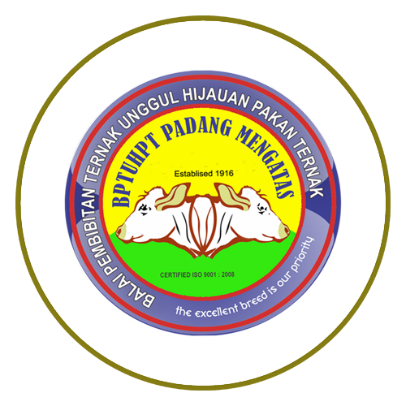 BALAI PEMBIBITAN TERNAK UNGGUL HIJAUAN PAKAN TERNAK
BPTUHPT PADANG MENGATAS
Establised 1916
CERTIFIED ISO 9001 : 2008
the excellent breed is our priority